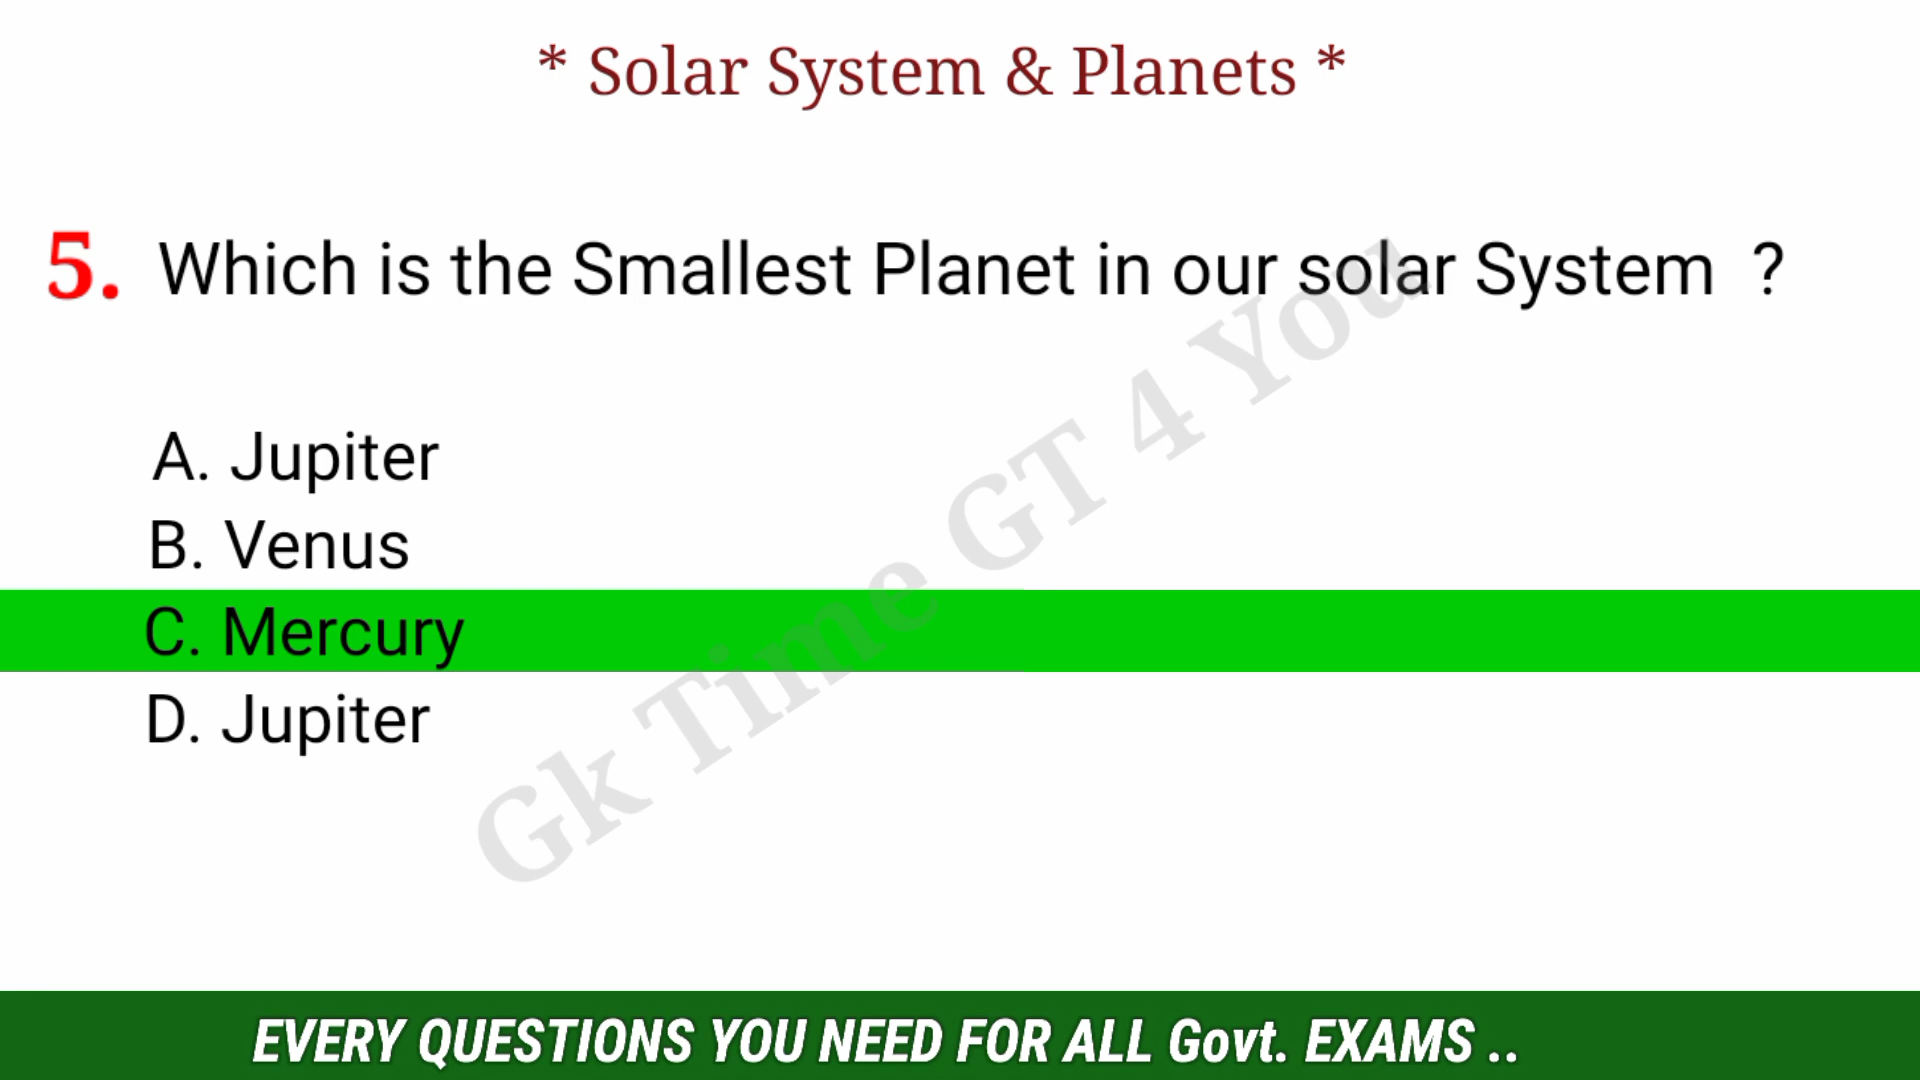 * Solar System & Planets *
5. Which is the Smallest Planet in our solar System ?
A. Jupiter
B. Venus
C. Mercury
D. Jupiter
Gk Time GT 4 You
EVERY QUESTIONS YOU NEED FOR ALL Govt. EXAMS ..